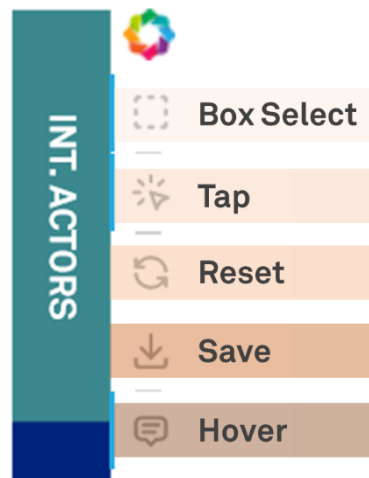 INT. ACTORS
Box Select
Tap
Reset
Save
Hover